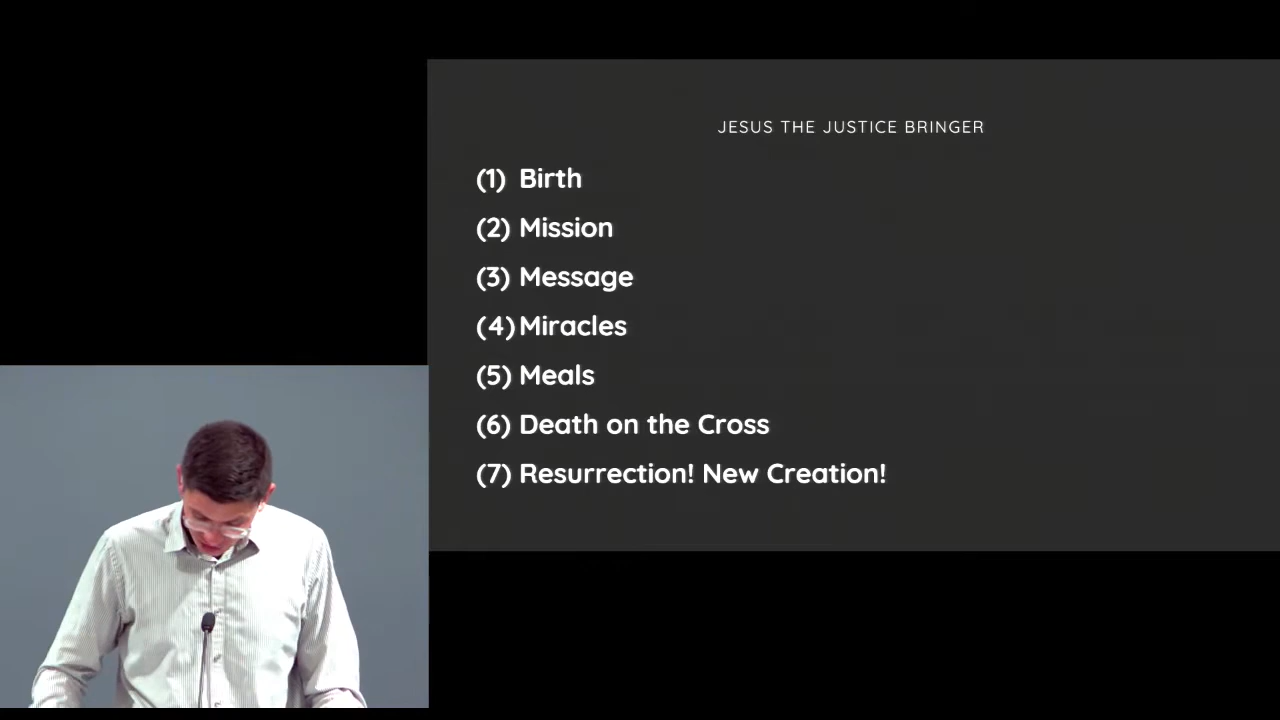 JESUS THE JUSTICE BRINGER
(1) Birth
(2) Mission
(3) Message
(4) Miracles
(5) Meals
(6) Death on the Cross
(7) Resurrection! New Creation!